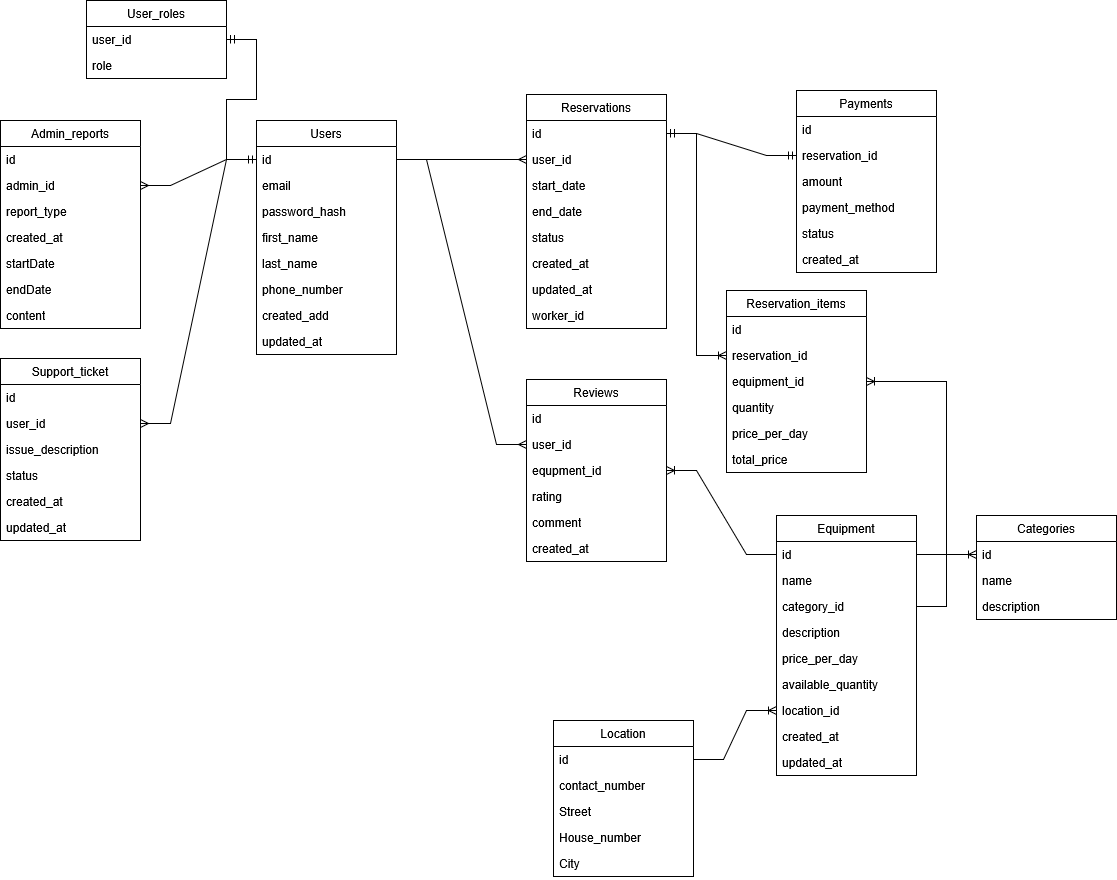 User_roles
user_id
role
Admin_reports
id
admin_id
report_type
created_at
startDate
endDate
content
Support_ticket
id
user_id
issue_description
status
created_at
updated_at
Users
id
email
password_hash
first_name
last_name
phone_number
created_add
updated_at
Reservations
id
user_id
start_date
end_date
status
created_at
updated_at
worker_id
Reviews
id
user_id
equpment_id
rating
comment
created_at
Payments
id
reservation_id
amount
payment_method
status
created_at
Reservation_items
id
reservation_id
equipment_id
quantity
price_per_day
total_price
Equipment
id
name
category_id
description
price_per_day
available_quantity
location_id
created_at
updated_at
Categories
id
name
description
Location
id
contact_number
Street
House_number
City